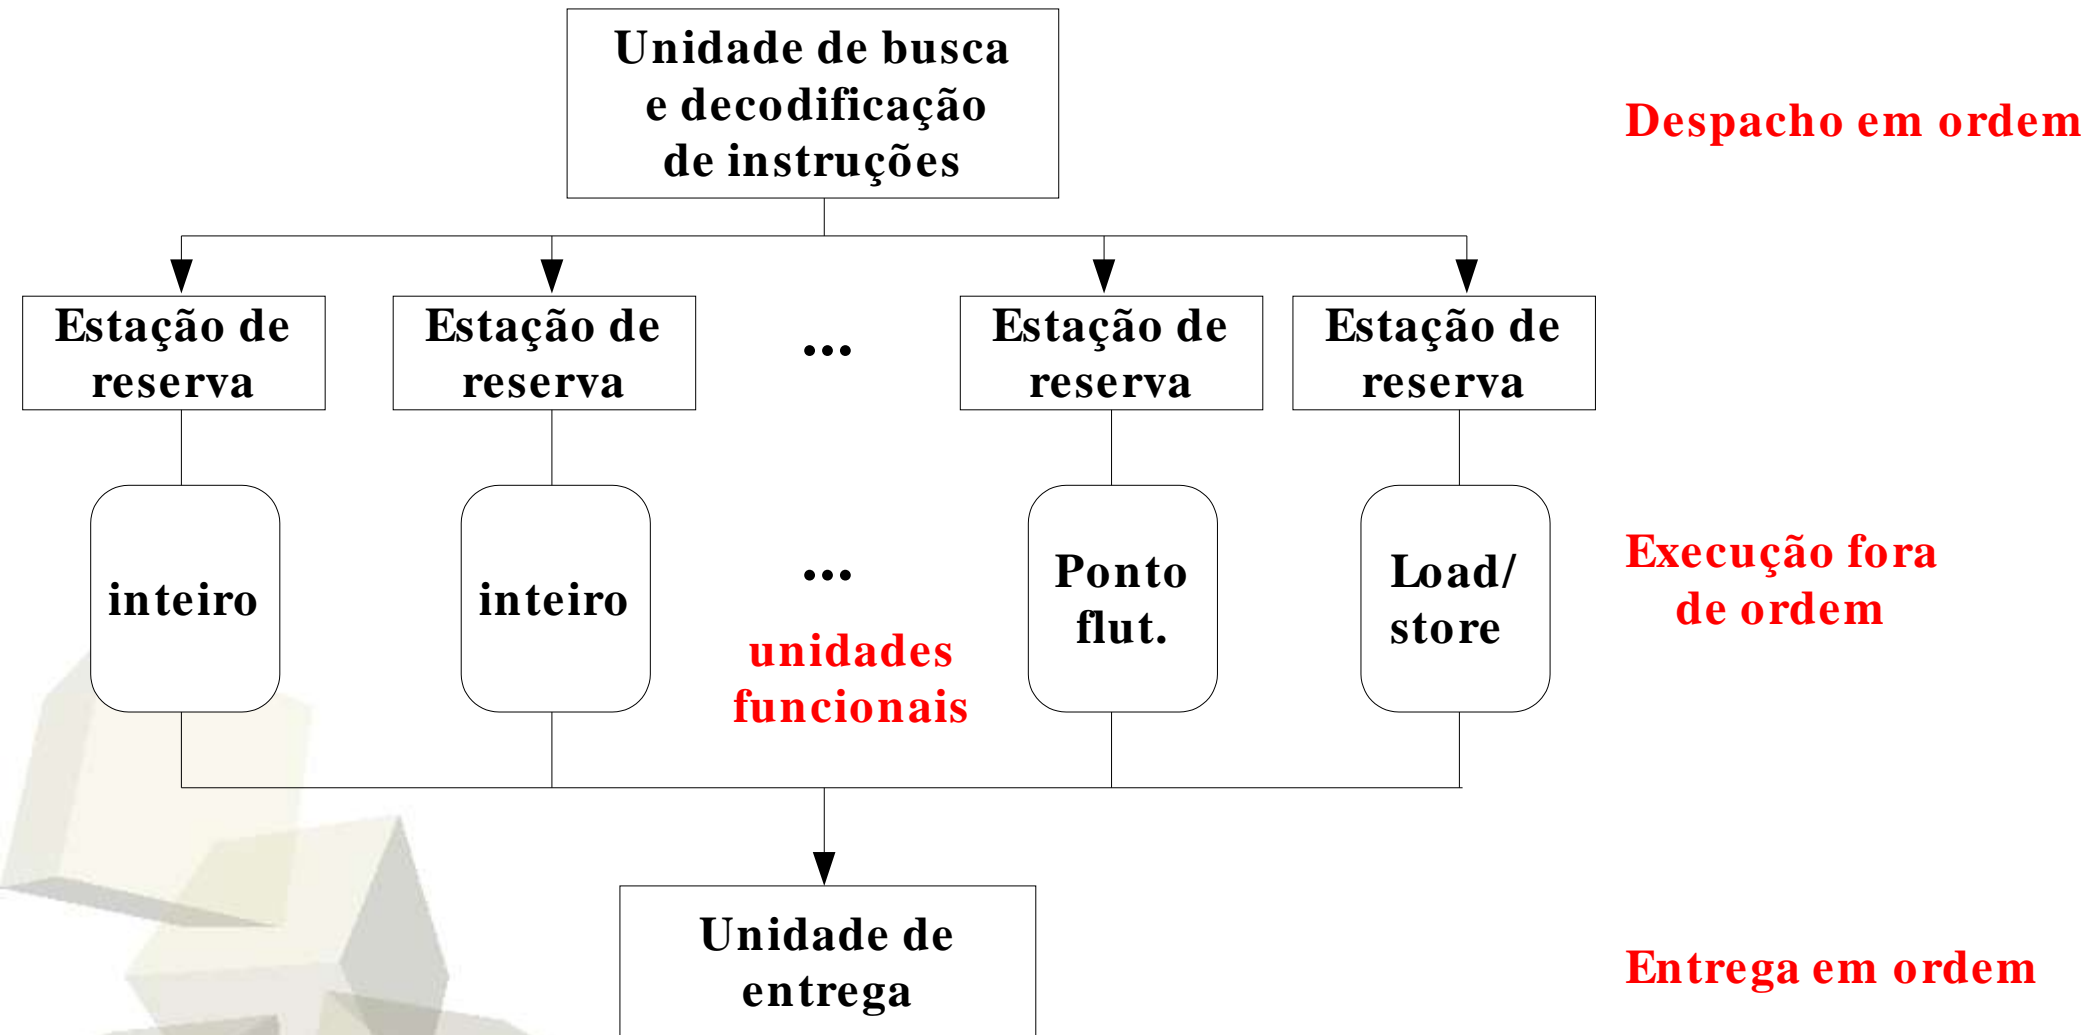 Unidade de busca
e decodificação
de instruções
Despacho em ordem
Estação de
reserva
Estação de
reserva
...
Estação de
reserva
Estação de
reserva
inteiro
inteiro
...
unidades
funcionais
Ponto
flut.
Load/
store
Execução fora
de ordem
Unidade de
entrega
Entrega em ordem